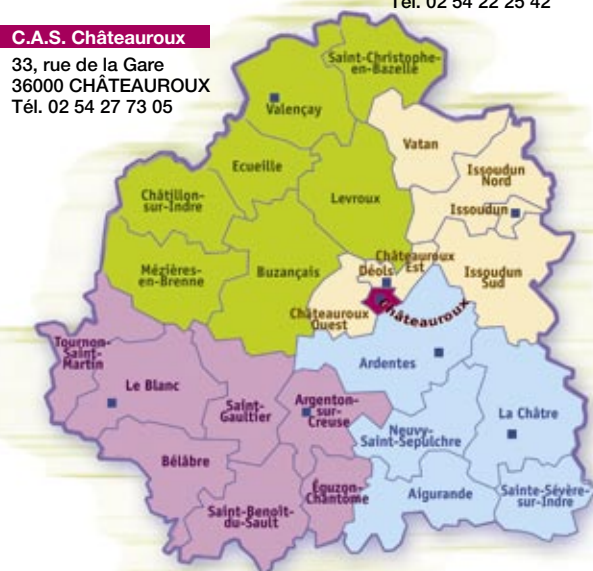 Tél. 02 54 22 25 42
C.A.S. Châteauroux
33, rue de la Gare
36000 CHÂTEAUROUX
Tél. 02 54 27 73 05
Saint-Christophe-
en-Bazelle
Valençay
Vatan
Ecueille
Issoudun
Nord
Châtillon-
sur-Indre
Levroux
Issoudun
Châteauroux
Est
Déols
Mézières-
en-Brenne
Buzançais
Issoudun
Sud
Châteauroux
Ouest
Châteauroux
Tournon-
Saint-
Martin
Ardentes
Le Blanc
Saint-
Gaultier
Argenton-
sur-
Creuse
La Châtre
Neuvy-
Saint-Sépulchre
Bélâbre
Éguzon-
Chantôme
Aigurande
Sainte-Sévère-
sur-Indre
Saint-Benoît-
du-Sault